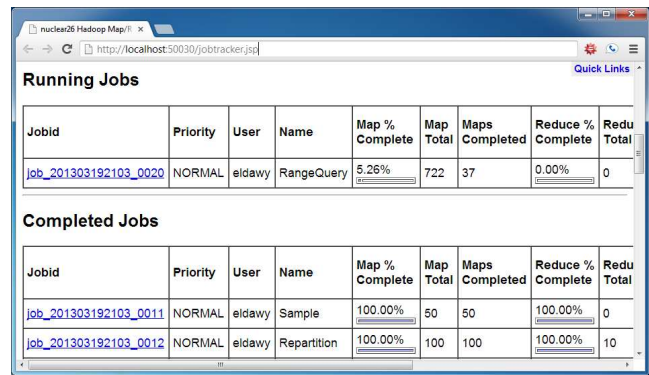 nuclear26 Hadoop Map/R
http://localhost:50030/jobtracker.jsp
Quick Links
Running Jobs
Jobid Priority User Name Map % Complete Map Total Maps Completed Reduce % Complete Redu Total
job_201303192103_0020 NORMAL eldawy RangeQuery 5.26% 722 37 0.00% 0
Completed Jobs
Jobid Priority User Name Map % Complete Map Total Maps Completed Reduce % Complete Redu Total
job_201303192103_0011 NORMAL eldawy Sample 100.00% 50 50 100.00% 0
job_201303192103_0012 NORMAL eldawy Repartition 100.00% 100 100 100.00% 10